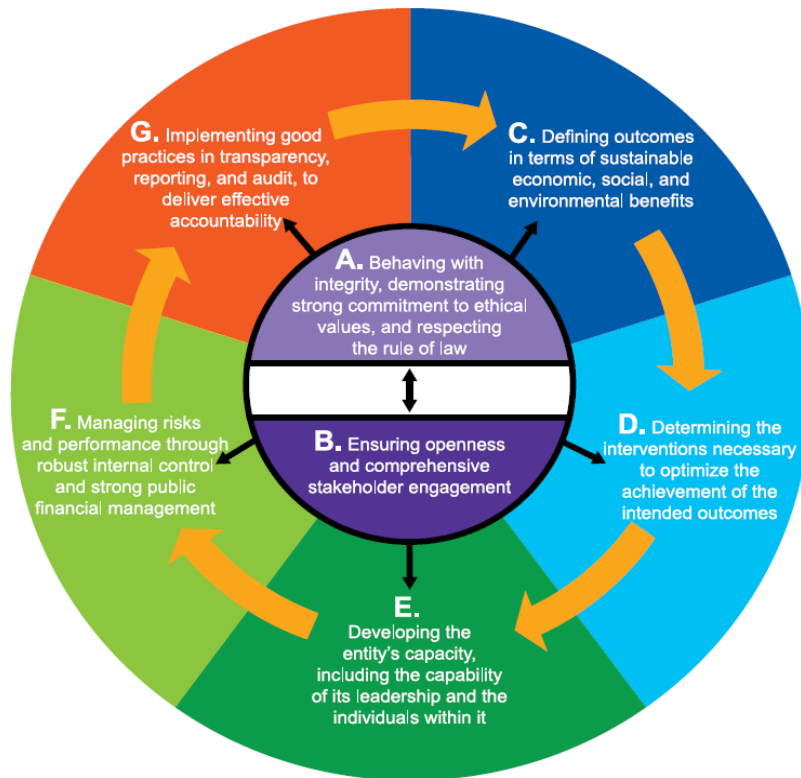 A. Behaving with
integrity, demonstrating
strong commitment to ethical
values, and respecting
the rule of law
B. Ensuring openness
and comprehensive
stakeholder engagement
C. Defining outcomes
in terms of sustainable
economic, social, and
environmental benefits
D. Determining the
interventions necessary
to optimize the
achievement of the
intended outcomes
E.
Developing the
entity's capacity,
including the capability
of its leadership and the
individuals within it
F. Managing risks
and performance through
robust internal control
and strong public
financial management
G. Implementing good
practices in transparency,
reporting, and audit, to
deliver effective
accountability